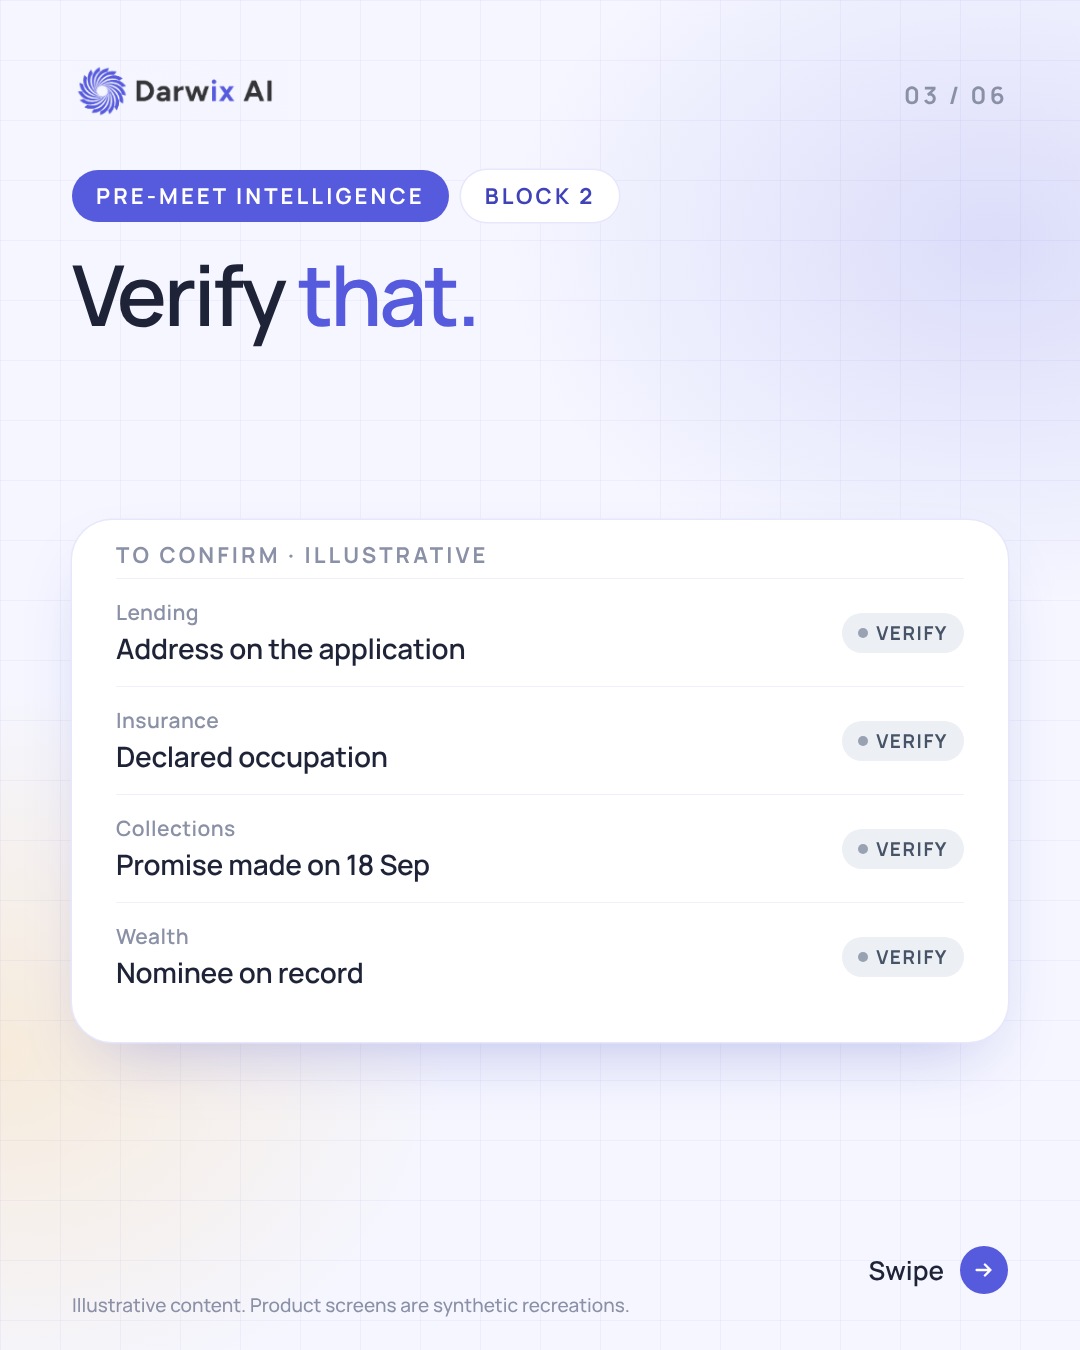 Darwix AI
03 / 06
PRE-MEET INTELLIGENCE
BLOCK 2
Verify that.
TO CONFIRM · ILLUSTRATIVE
Lending
Address on the application
VERIFY
Insurance
Declared occupation
VERIFY
Collections
Promise made on 18 Sep
VERIFY
Wealth
Nominee on record
VERIFY
Swipe
Illustrative content. Product screens are synthetic recreations.